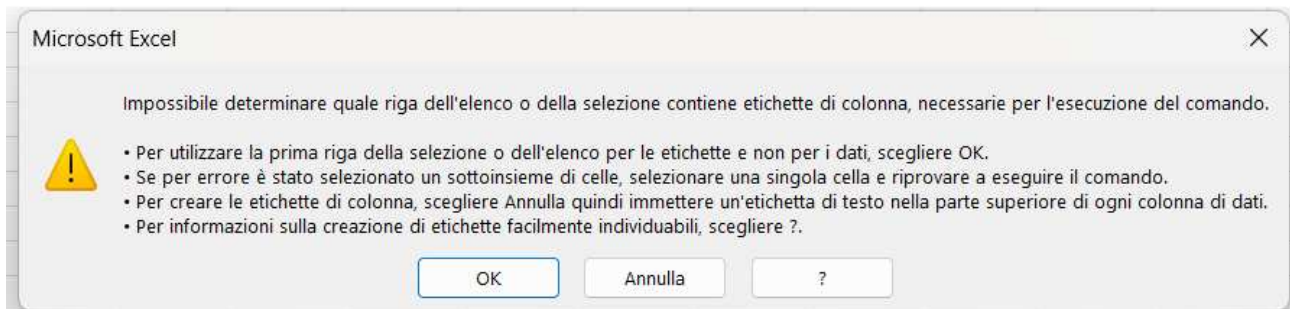 Microsoft Excel
Impossibile determinare quale riga dell'elenco o della selezione contiene etichette di colonna, necessarie per l'esecuzione del comando.
• Per utilizzare la prima riga della selezione o dell'elenco per le etichette e non per i dati, scegliere OK.
• Se per errore è stato selezionato un sottoinsieme di celle, selezionare una singola cella e riprovare a eseguire il comando.
• Per creare le etichette di colonna, scegliere Annulla quindi immettere un'etichetta di testo nella parte superiore di ogni colonna di dati.
• Per informazioni sulla creazione di etichette facilmente individuabili, scegliere ?.
OK Annulla ?